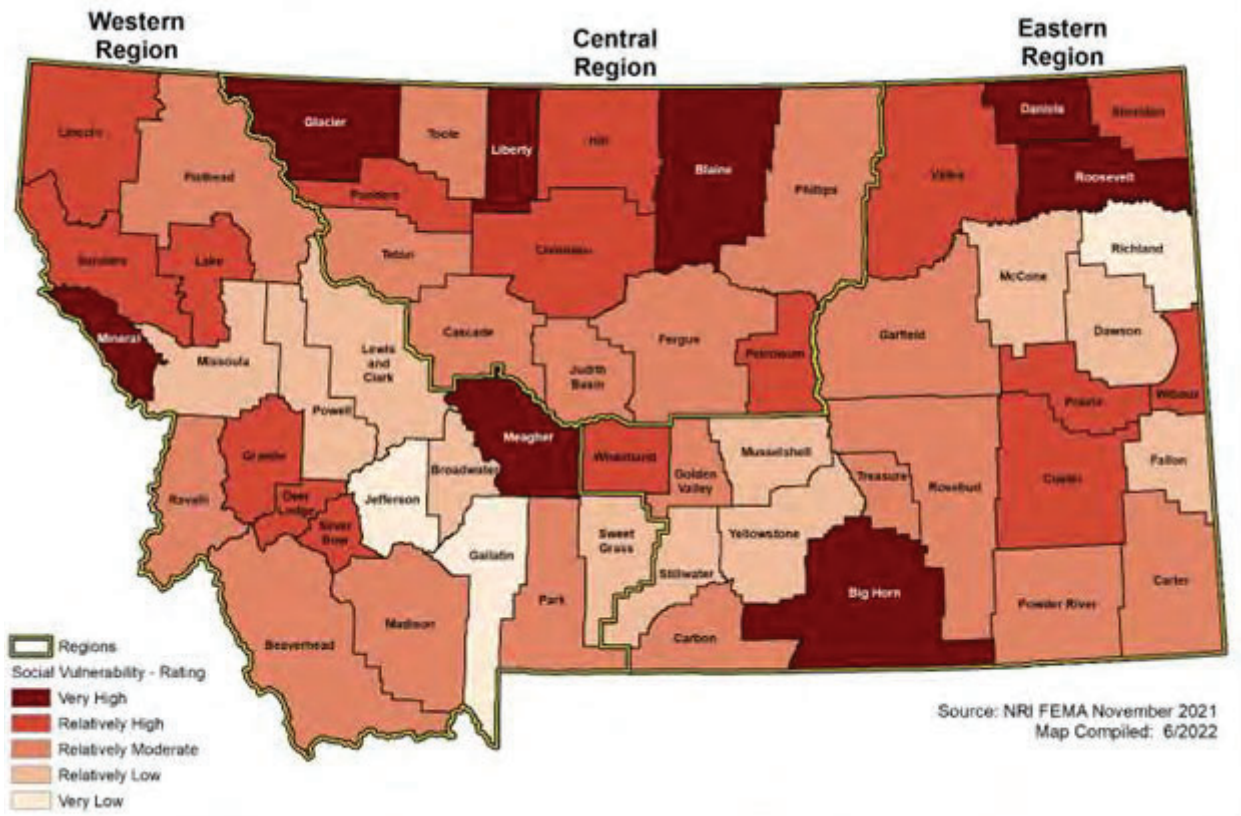 Western
Region
Central
Region
Eastern
Region
Lincoln
Flathead
Glacier
Toole
Liberty
Hill
Blaine
Phillips
Valley
Daniels
Sheridan
Roosevelt
Pondera
Teton
Chouteau
Sanders
Lake
Mineral
Missoula
Lewis
and
Clark
Powell
Cascade
Judith
Basin
Fergus
Petroleum
Garfield
McCone
Richland
Dawson
Prairie
Wibaux
Granite
Ravalli
Deer
Lodge
Silver
Bow
Jefferson
Broadwater
Meagher
Wheatland
Golden
Valley
Musselshell
Treasure
Rosebud
Custer
Fallon
Gallatin
Sweet
Grass
Stillwater
Yellowstone
Big Horn
Park
Carbon
Powder River
Carter
Madison
Beaverhead
Regions
Social Vulnerability - Rating
Very High
Relatively High
Relatively Moderate
Relatively Low
Very Low
Source: NRI FEMA November 2021
Map Compiled: 6/2022